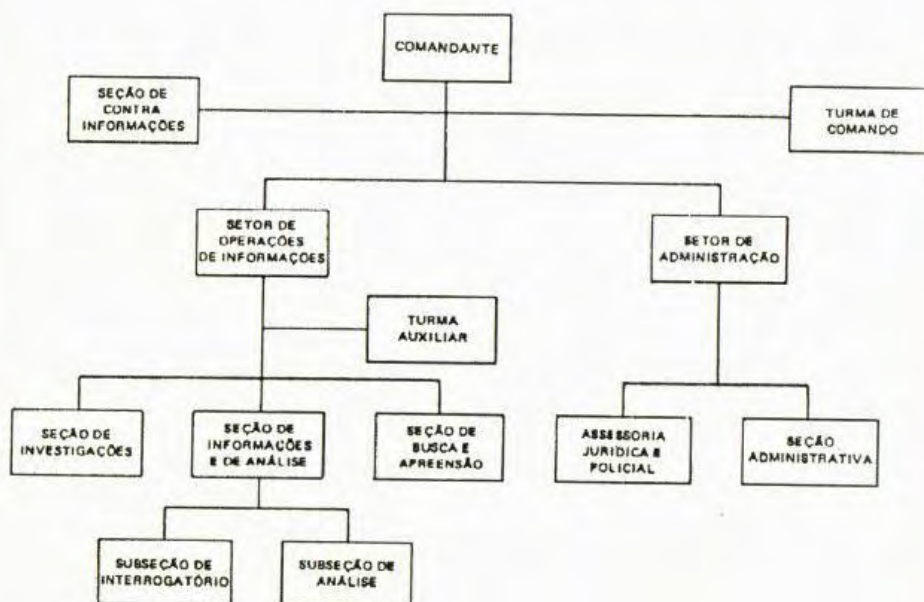 COMANDANTE
SEÇÃO DE
CONTRA
INFORMAÇÕES
TURMA DE
COMANDO
SETOR DE
OPERAÇÕES
DE INFORMAÇÕES
SETOR DE
ADMINISTRAÇÃO
TURMA
AUXILIAR
SEÇÃO DE
INVESTIGAÇÕES
SEÇÃO DE
INFORMAÇÕES
E DE ANÁLISE
SEÇÃO DE
BUSCA E
APREENSÃO
ASSESSORIA
JURÍDICA E
POLICIAL
SEÇÃO
ADMINISTRATIVA
SUBSEÇÃO DE
INTERROGATÓRIO
SUBSEÇÃO DE
ANÁLISE